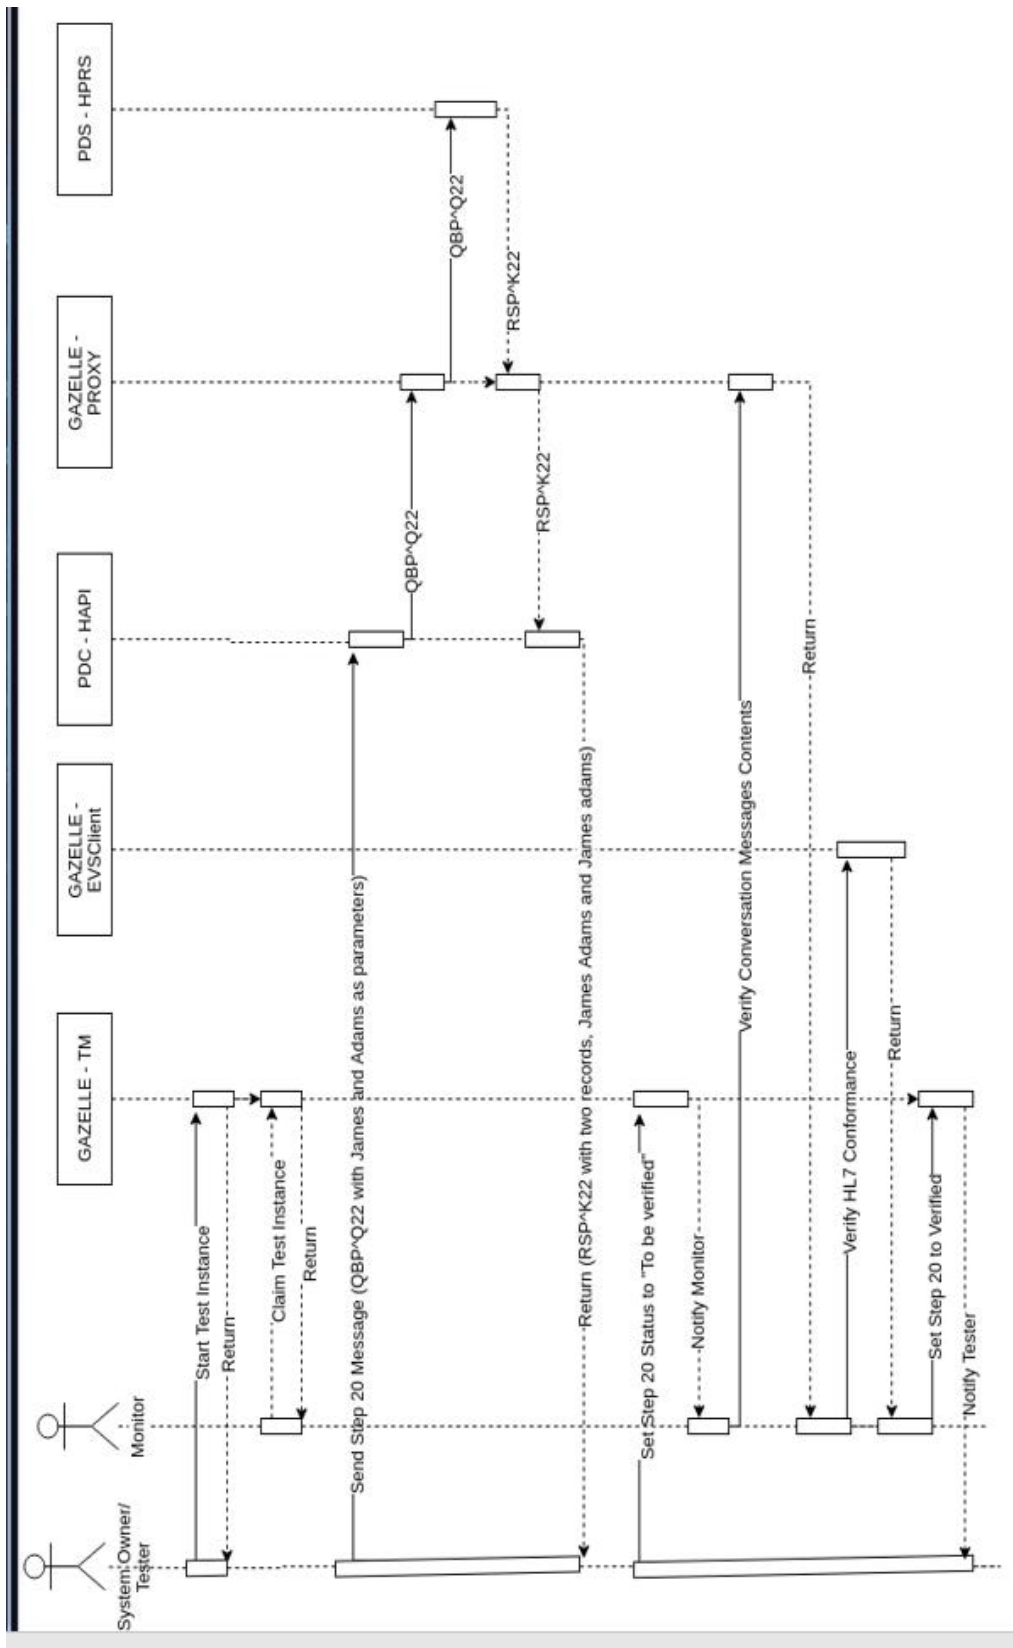 System Owner/
Tester
Monitor
GAZELLE - TM
GAZELLE -
EVSClient
PDC - HAPI
GAZELLE -
PROXY
PDS - HPRS
Start Test Instance
Return
Claim Test Instance
Return
Send Step 20 Message (QBP^Q22 with James and Adams as parameters)
QBP^Q22
QBP^Q22
RSP^K22
RSP^K22
Return (RSP^K22 with two records, James Adams and James adams)
Set Step 20 Status to "To be verified"
Notify Monitor
Verify Conversation Messages Contents
Return
Verify HL7 Conformance
Return
Set Step 20 to Verified
Notify Tester